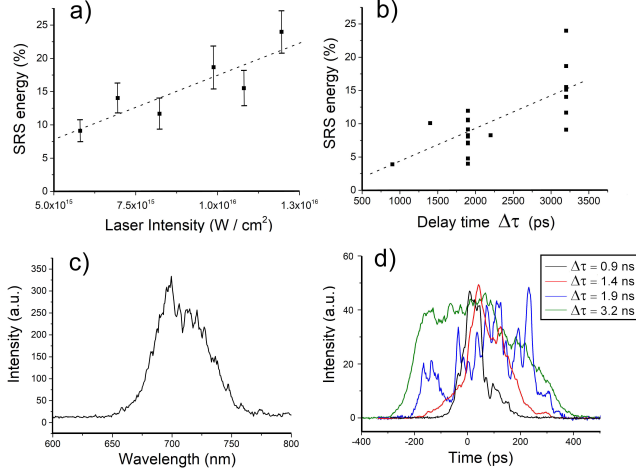 a)
SRS energy (%)
25
20
15
10
5
0
5.0x10^15
7.5x10^15
1.0x10^16
1.3x10^16
Laser Intensity (W / cm²)
b)
SRS energy (%)
25
20
15
10
5
0
500 1000 1500 2000 2500 3000 3500
Delay time Δτ (ps)
c)
Intensity (a.u.)
350
300
250
200
150
100
50
0
600 650 700 750 800
Wavelength (nm)
d)
Intensity (a.u.)
60
40
20
0
-400 -200 0 200 400
Time (ps)
Δτ = 0.9 ns
Δτ = 1.4 ns
Δτ = 1.9 ns
Δτ = 3.2 ns